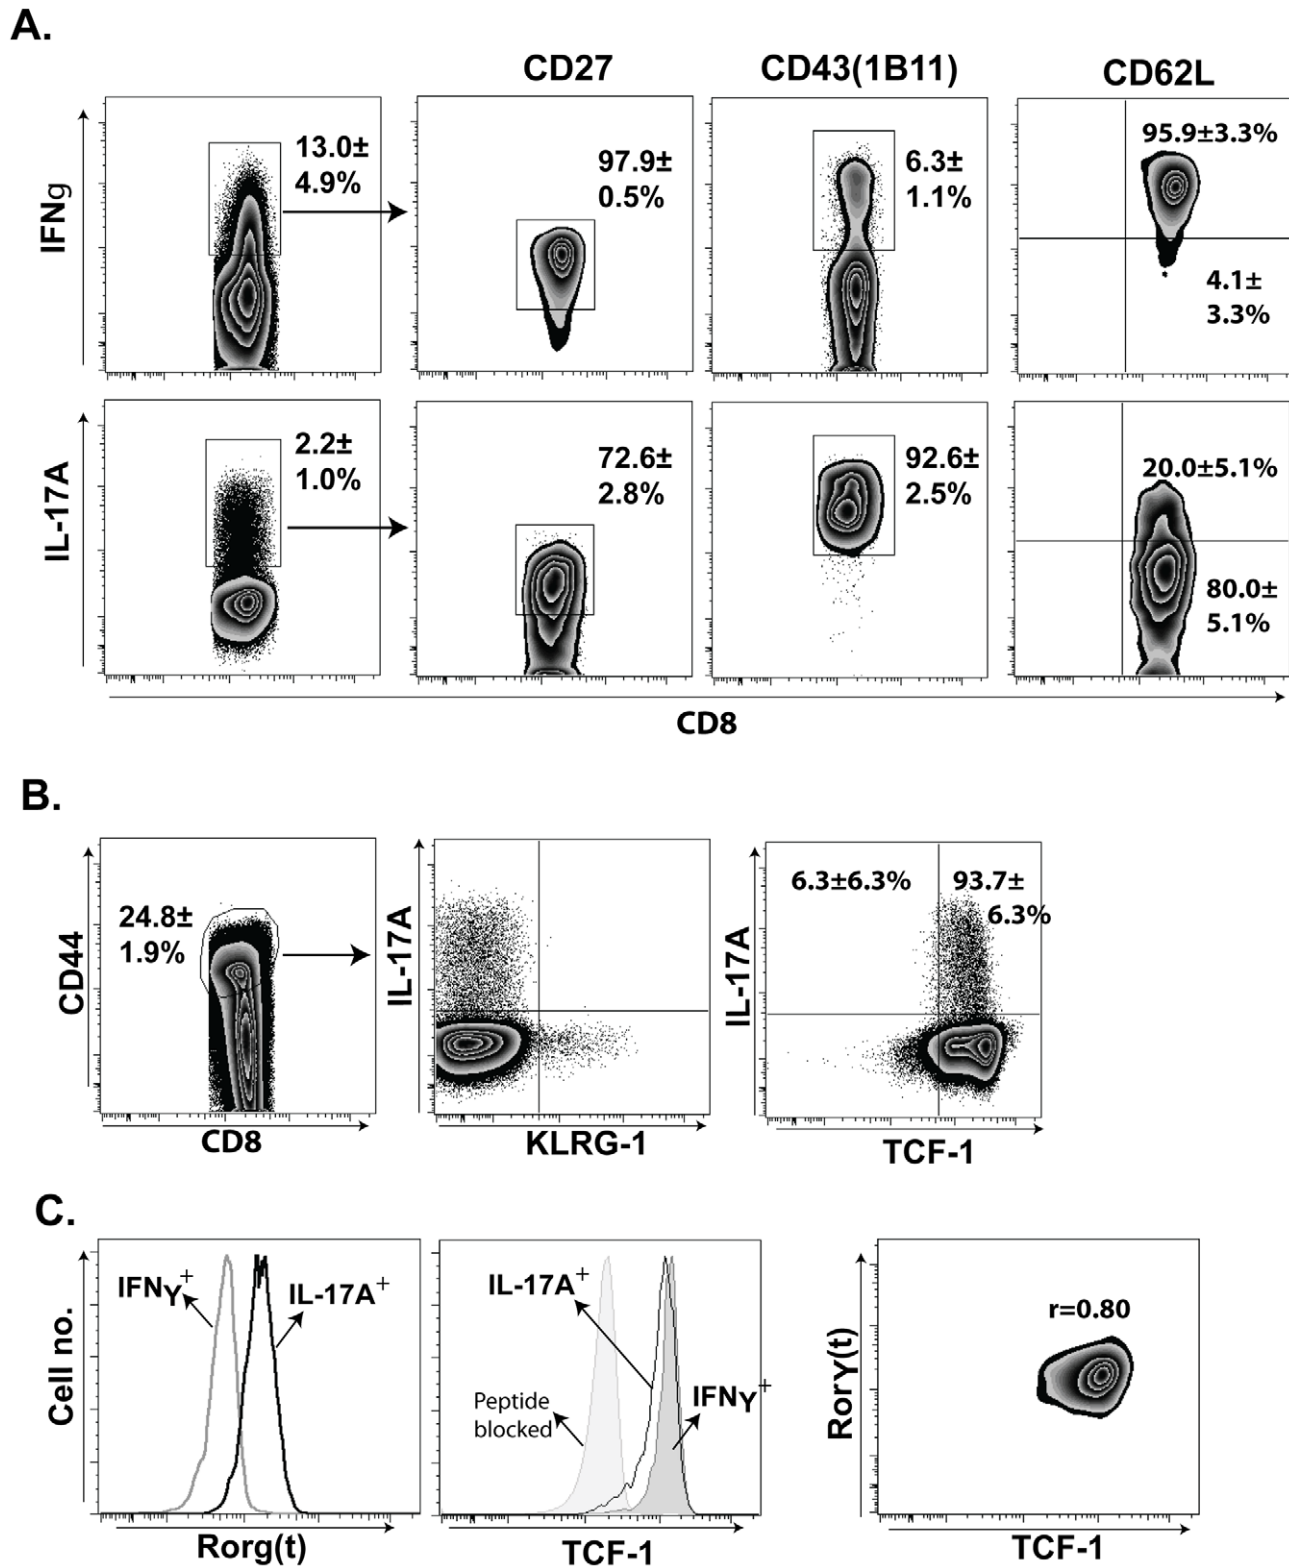 A.
CD27
CD43(1B11)
CD62L
IFNg
13.0±
4.9%
97.9±
0.5%
6.3±
1.1%
95.9±3.3%
4.1±
3.3%
IL-17A
2.2±
1.0%
72.6±
2.8%
92.6±
2.5%
20.0±5.1%
80.0±
5.1%
CD8
B.
CD44
24.8±
1.9%
CD8
IL-17A
KLRG-1
IL-17A
6.3±6.3%
93.7±
6.3%
TCF-1
C.
Cell no.
IFNγ+
IL-17A+
Rorg(t)
IL-17A+
Peptide
blocked
IFNγ+
TCF-1
Rorγ(t)
r=0.80
TCF-1